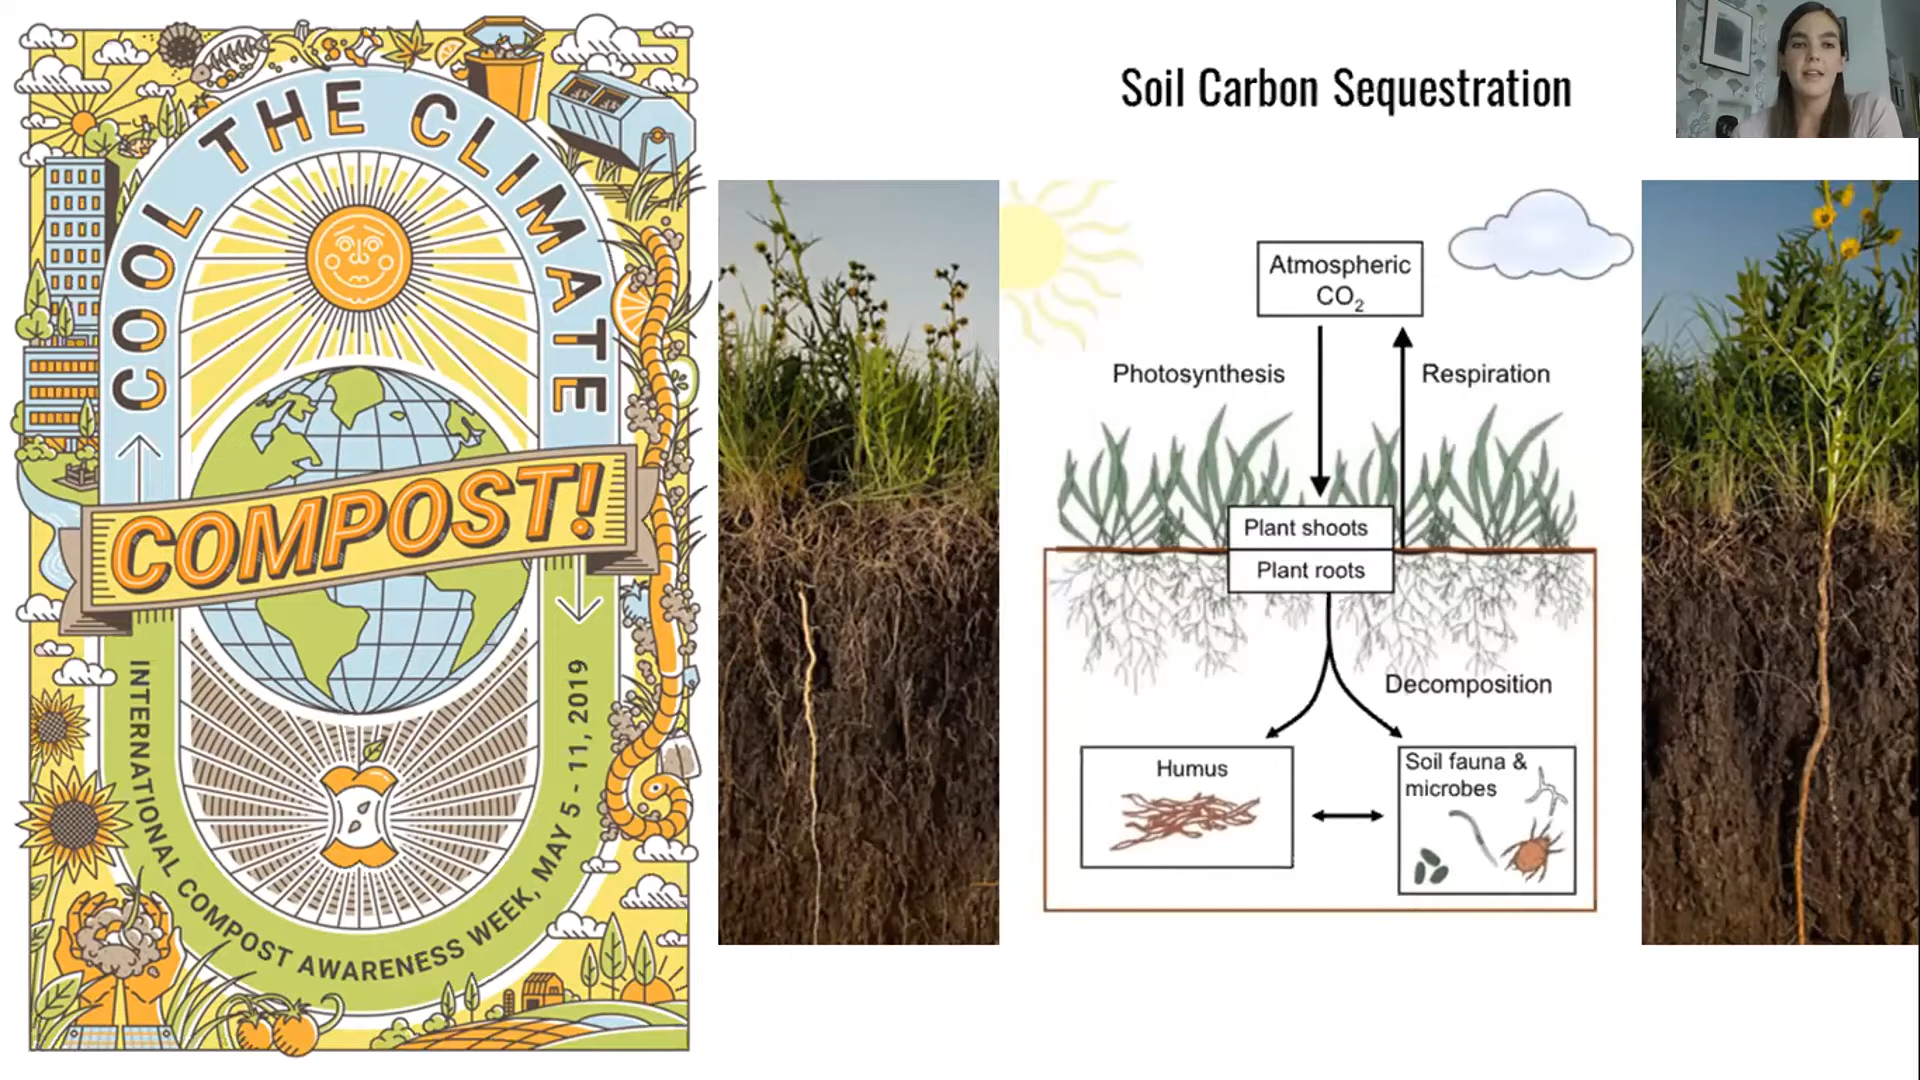 COOL THE CLIMATE
COMPOST!
INTERNATIONAL COMPOST AWARENESS WEEK, MAY 5 - 11, 2019
Soil Carbon Sequestration
Atmospheric
CO₂
Photosynthesis
Respiration
Plant shoots
Plant roots
Decomposition
Humus
Soil fauna &
microbes